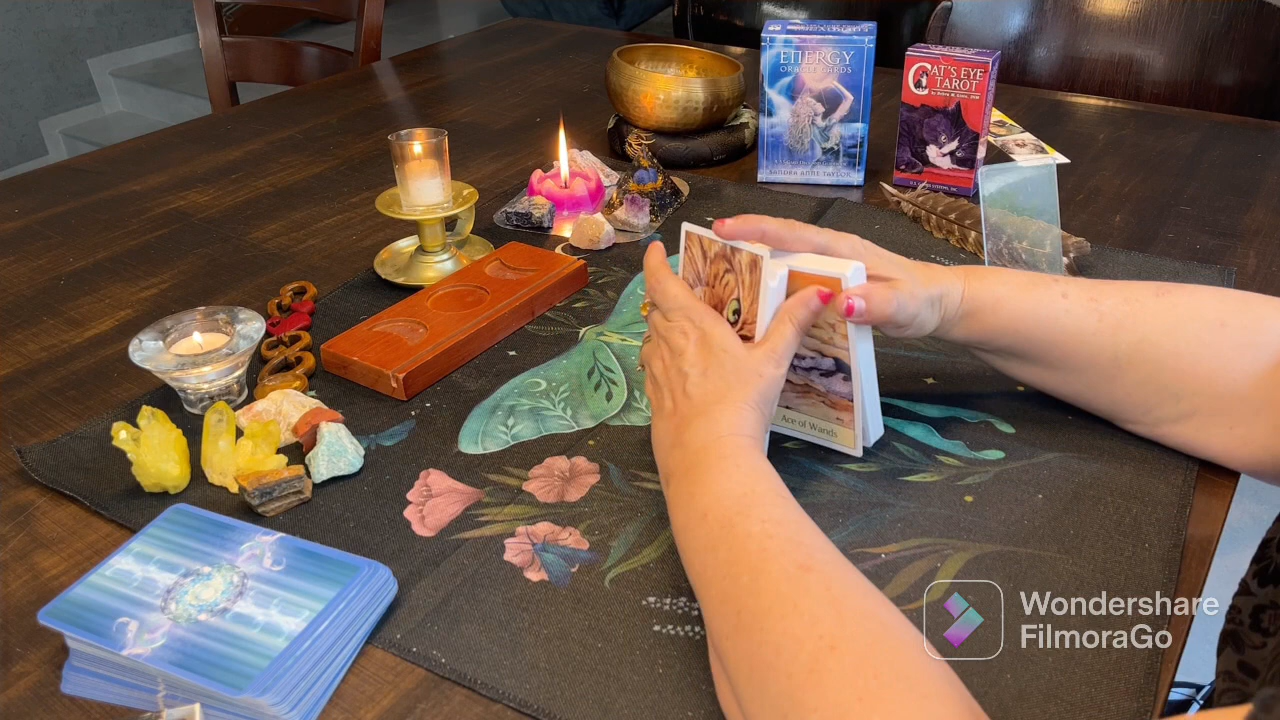 ENERGY
ORACLE CARDS
SANDRA ANNE TAYLOR
CAT'S EYE
TAROT
Ace of Wands
Wondershare
FilmoraGo